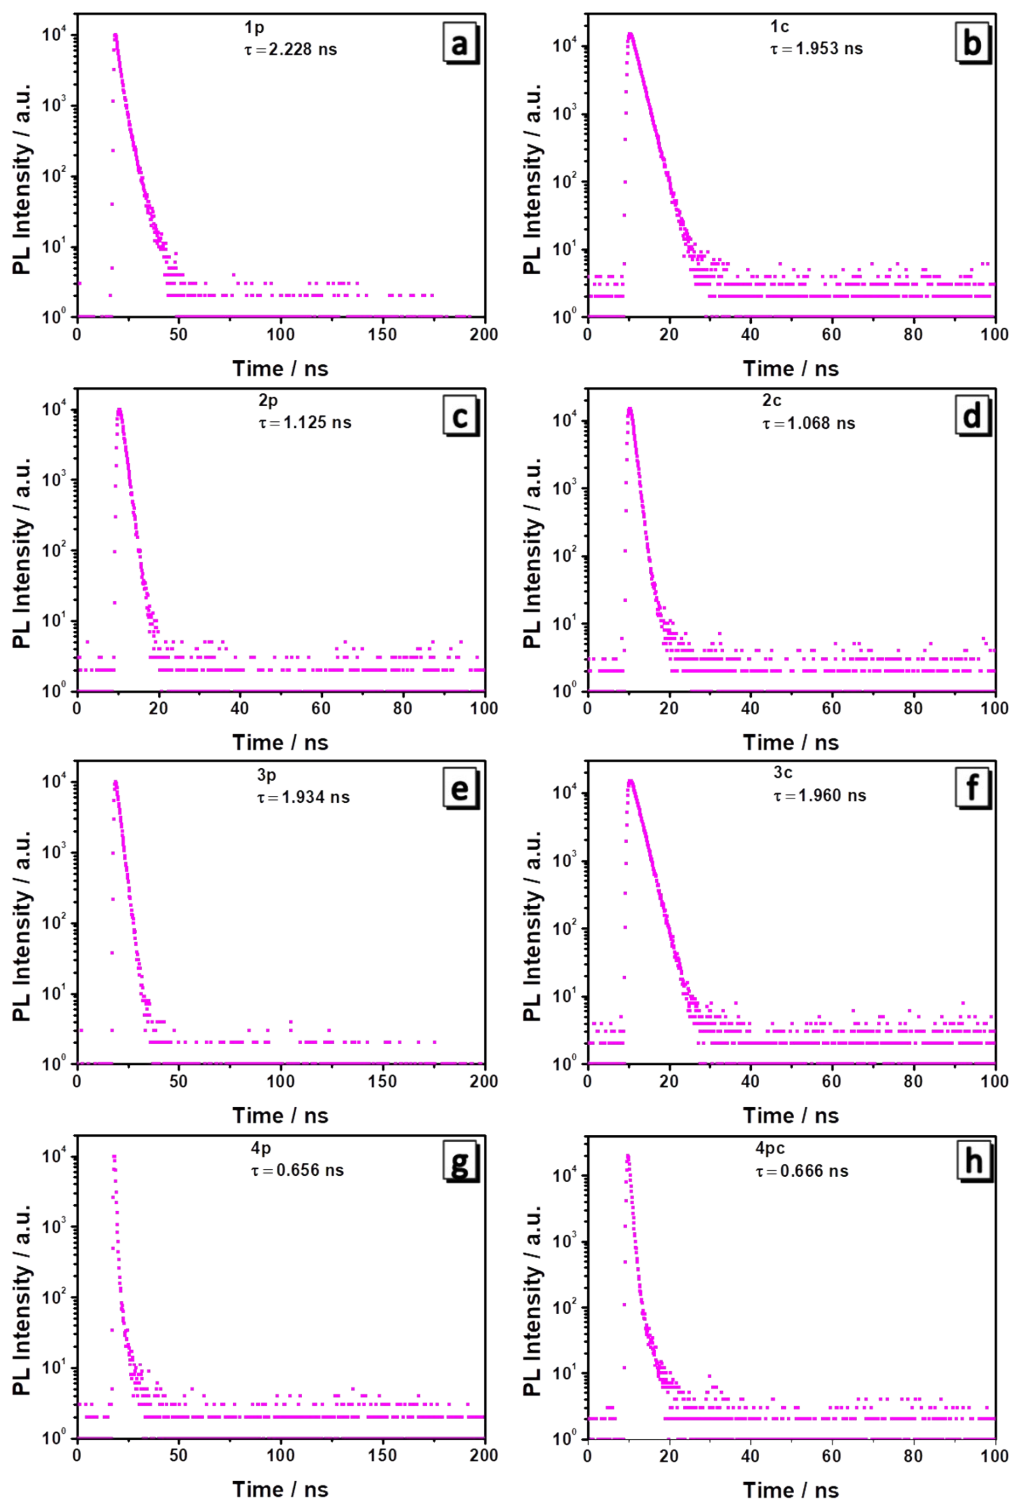 1p
τ = 2.228 ns
a
PL Intensity / a.u.
10⁴
10³
10²
10¹
10⁰
0 50 100 150 200
Time / ns
1c
τ = 1.953 ns
b
PL Intensity / a.u.
10⁴
10³
10²
10¹
10⁰
0 20 40 60 80 100
Time / ns
2p
τ = 1.125 ns
c
PL Intensity / a.u.
10⁴
10³
10²
10¹
10⁰
0 20 40 60 80 100
Time / ns
2c
τ = 1.068 ns
d
PL Intensity / a.u.
10⁴
10³
10²
10¹
10⁰
0 20 40 60 80 100
Time / ns
3p
τ = 1.934 ns
e
PL Intensity / a.u.
10⁴
10³
10²
10¹
10⁰
0 50 100 150 200
Time / ns
3c
τ = 1.960 ns
f
PL Intensity / a.u.
10⁴
10³
10²
10¹
10⁰
0 20 40 60 80 100
Time / ns
4p
τ = 0.656 ns
g
PL Intensity / a.u.
10⁴
10³
10²
10¹
10⁰
0 50 100 150 200
Time / ns
4pc
τ = 0.666 ns
h
PL Intensity / a.u.
10⁴
10³
10²
10¹
10⁰
0 20 40 60 80 100
Time / ns